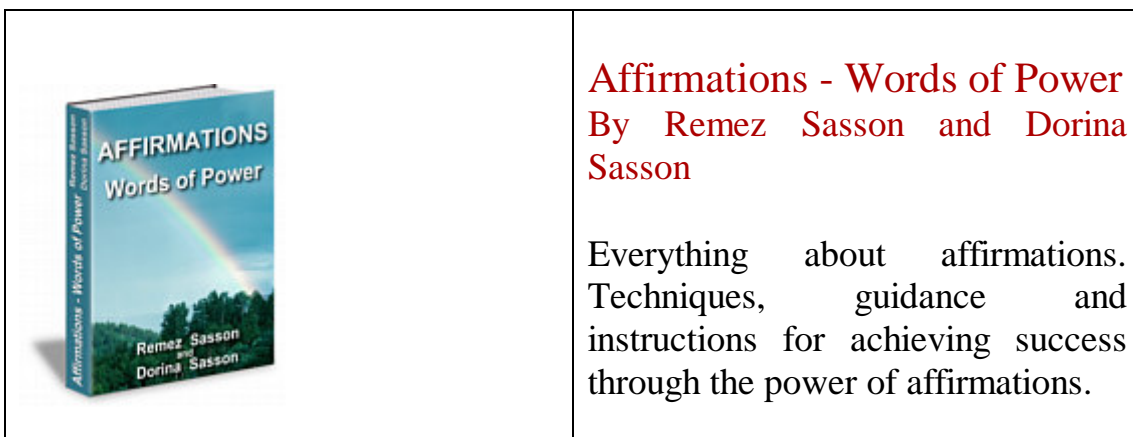 AFFIRMATIONS
Words of Power
Remez Sasson
and
Dorina Sasson
Affirmations - Words of Power
Remez Sasson
Dorina Sasson
Affirmations - Words of Power
By Remez Sasson and Dorina
Sasson
Everything about affirmations.
Techniques, guidance and
instructions for achieving success
through the power of affirmations.